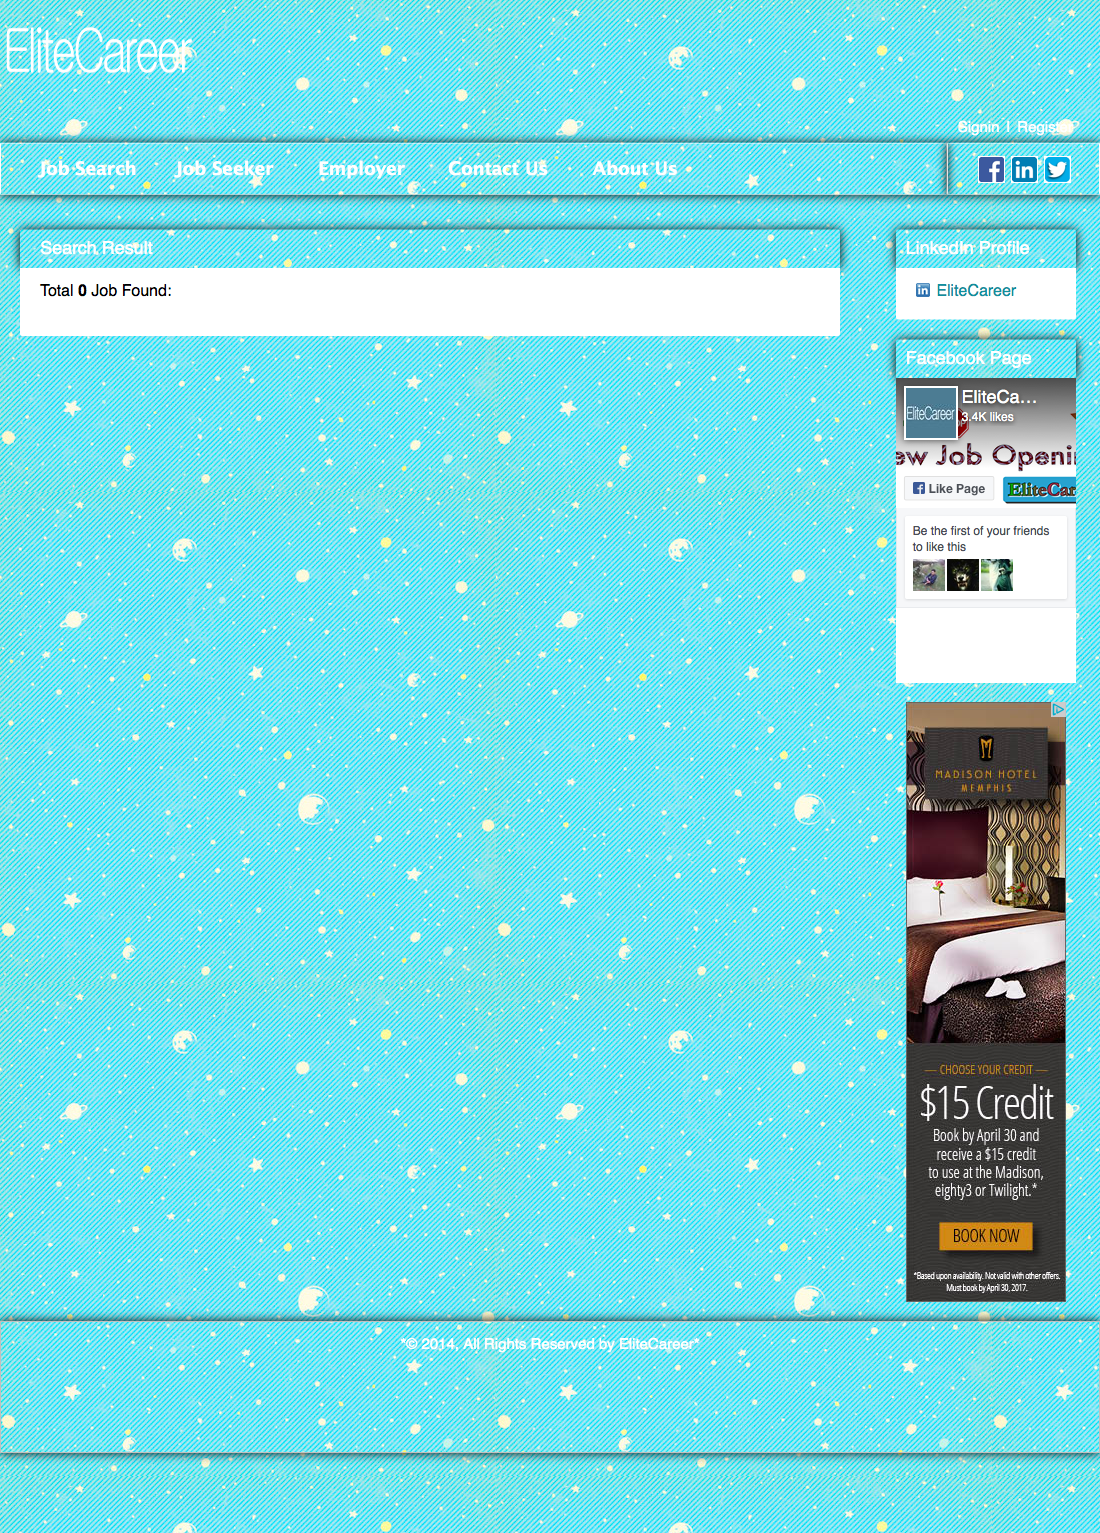 EliteCareer
Signin | Register
Job Search Job Seeker Employer Contact US About Us
Search Result
Total 0 Job Found:
LinkedIn Profile
EliteCareer
Facebook Page
EliteCa...
EliteCareer
3.4K likes
ew Job Openin
Like Page
EliteCar
Be the first of your friends
to like this
MADISON HOTEL
MEMPHIS
CHOOSE YOUR CREDIT
$15 Credit
Book by April 30 and
receive a $15 credit
to use at the Madison,
eighty3 or Twilight.*
BOOK NOW
*Based upon availability. Not valid with other offers.
Must book by April 30, 2017.
"© 2014, All Rights Reserved by EliteCareer"